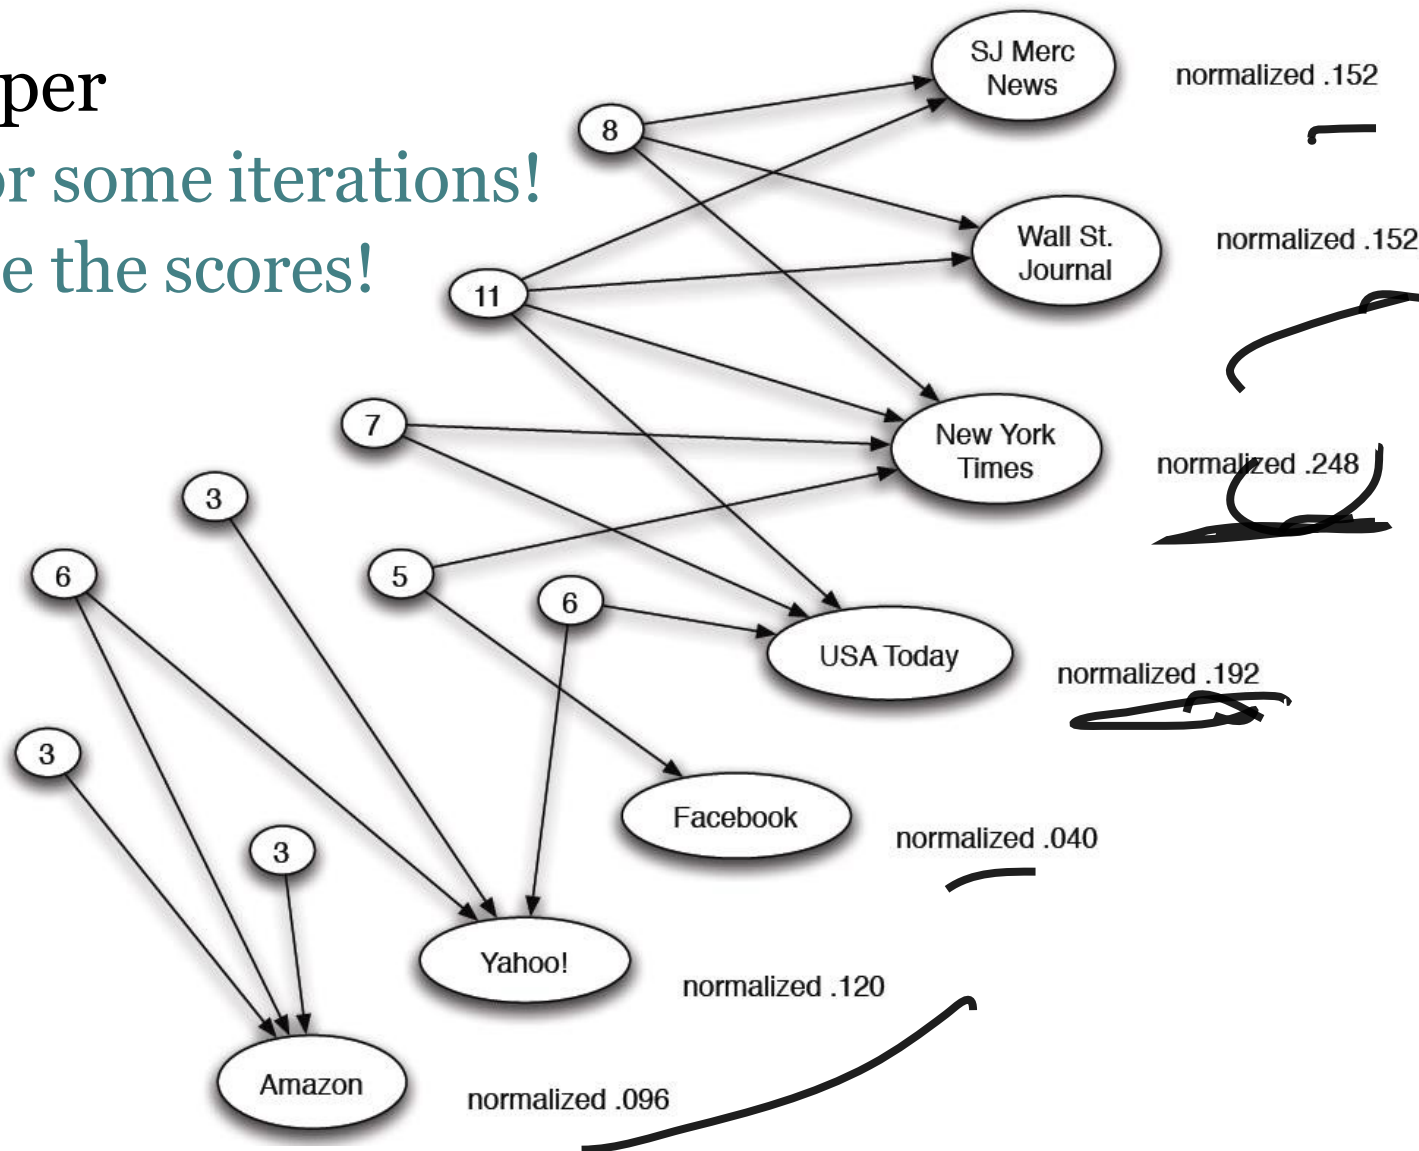 per
or some iterations!
e the scores!
SJ Merc
News
normalized .152
8
Wall St.
Journal
normalized .152
11
7
New York
Times
normalized .248
3
6
5
6
USA Today
normalized .192
3
Facebook
normalized .040
3
Yahoo!
normalized .120
Amazon
normalized .096